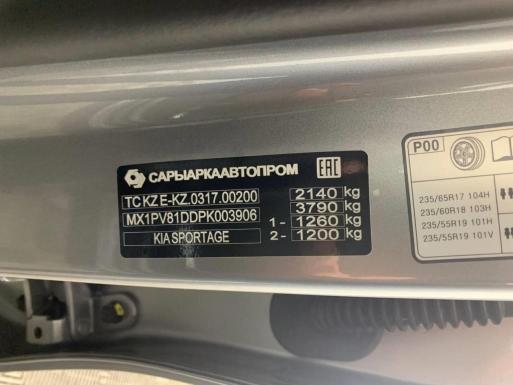 САРЫАРКААВТОПРОМ EAC
TC KZ E-KZ.0317.00200 2140 kg
MX1PV81DDPK003906 3790 kg
1- 1260 kg
KIA SPORTAGE 2- 1200 kg
P00
235/65R17 104H
235/60R18 103H
235/55R19 101H
235/55R19 101V